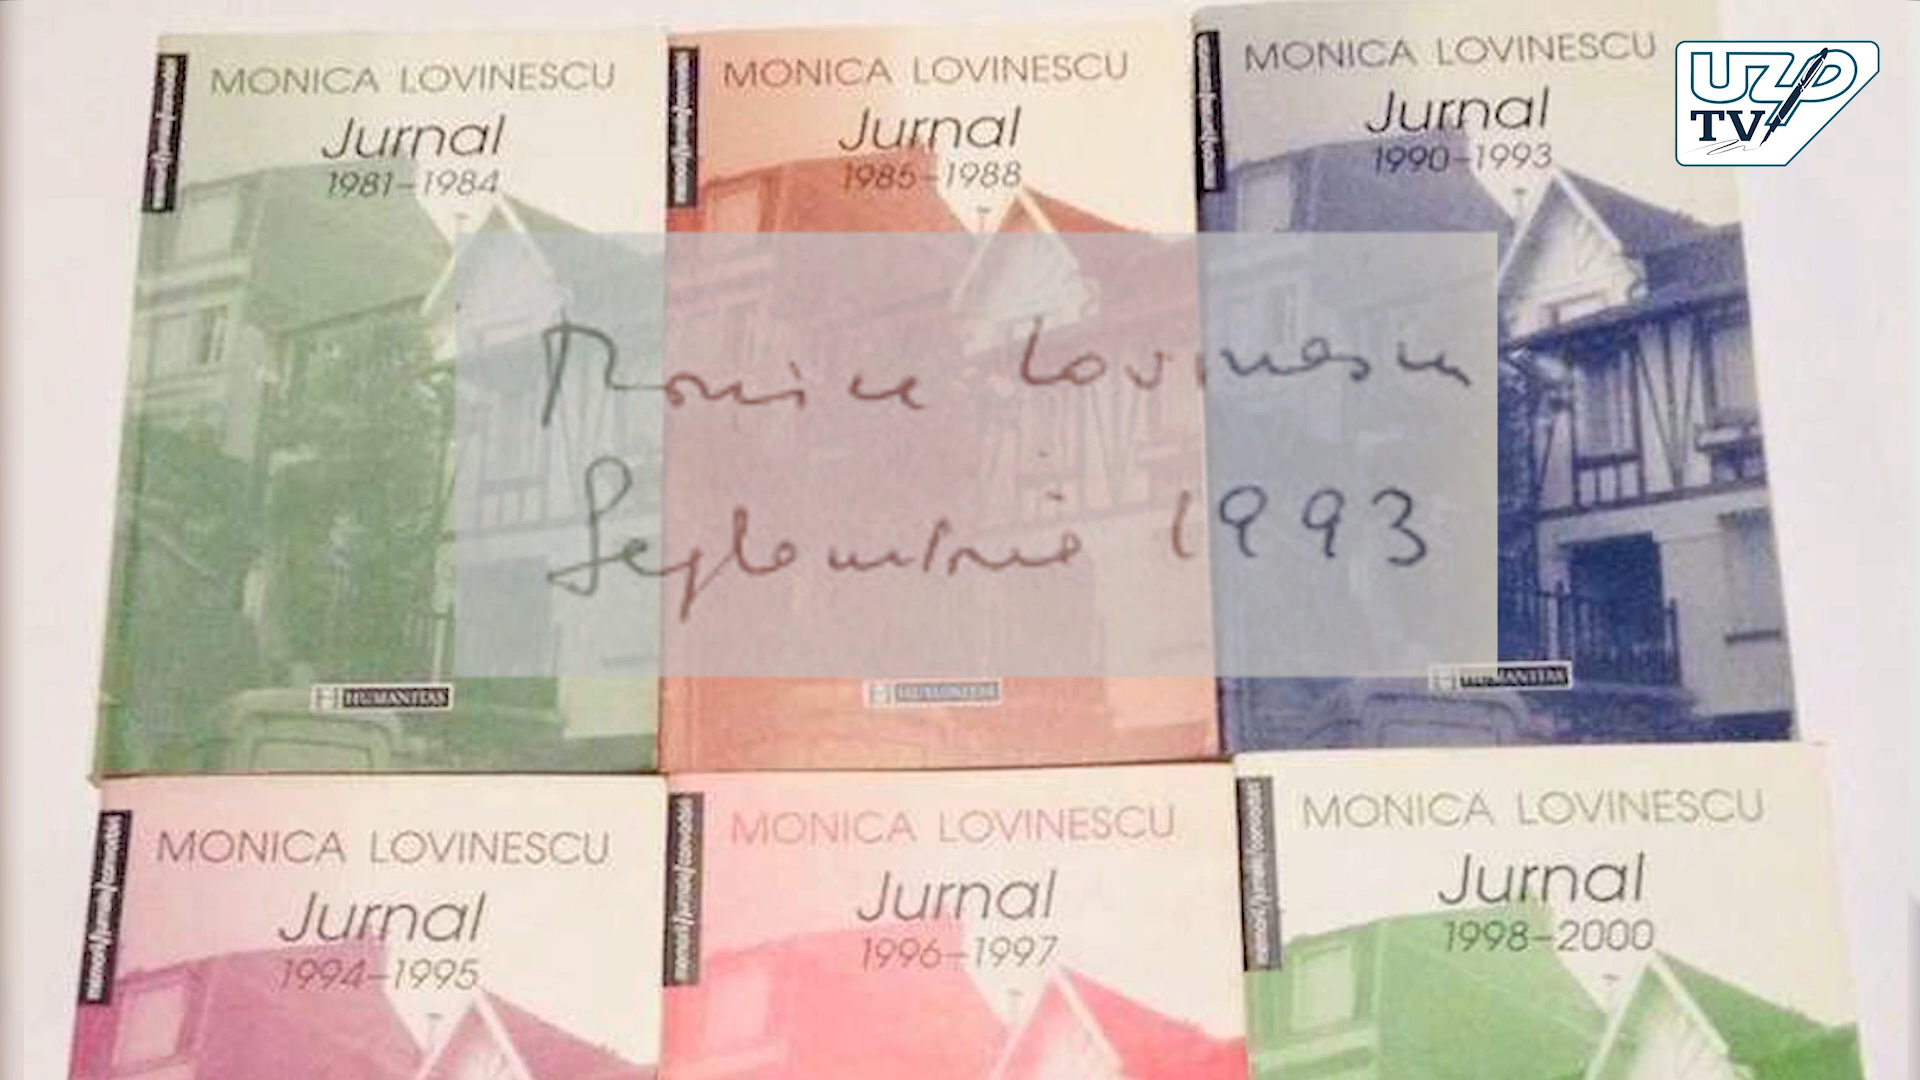 MONICA LOVINESCU
Jurnal
1981–1984
HUMANITAS
MONICA LOVINESCU
Jurnal
1985–1988
HUMANITAS
MONICA LOVINESCU
Jurnal
1990–1993
HUMANITAS
UZP
TV
Monica Lovinescu
Septembrie 1993
MONICA LOVINESCU
Jurnal
1994–1995
MONICA LOVINESCU
Jurnal
1996–1997
MONICA LOVINESCU
Jurnal
1998–2000